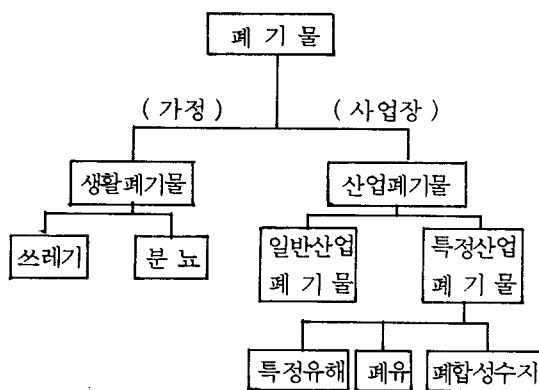 폐 기 물
( 가정 ) ( 사업장 )
생활폐기물 산업폐기물
쓰레기 분 뇨 일반산업 특정산업
폐 기 물 폐 기 물
특정유해 폐유 폐합성수지